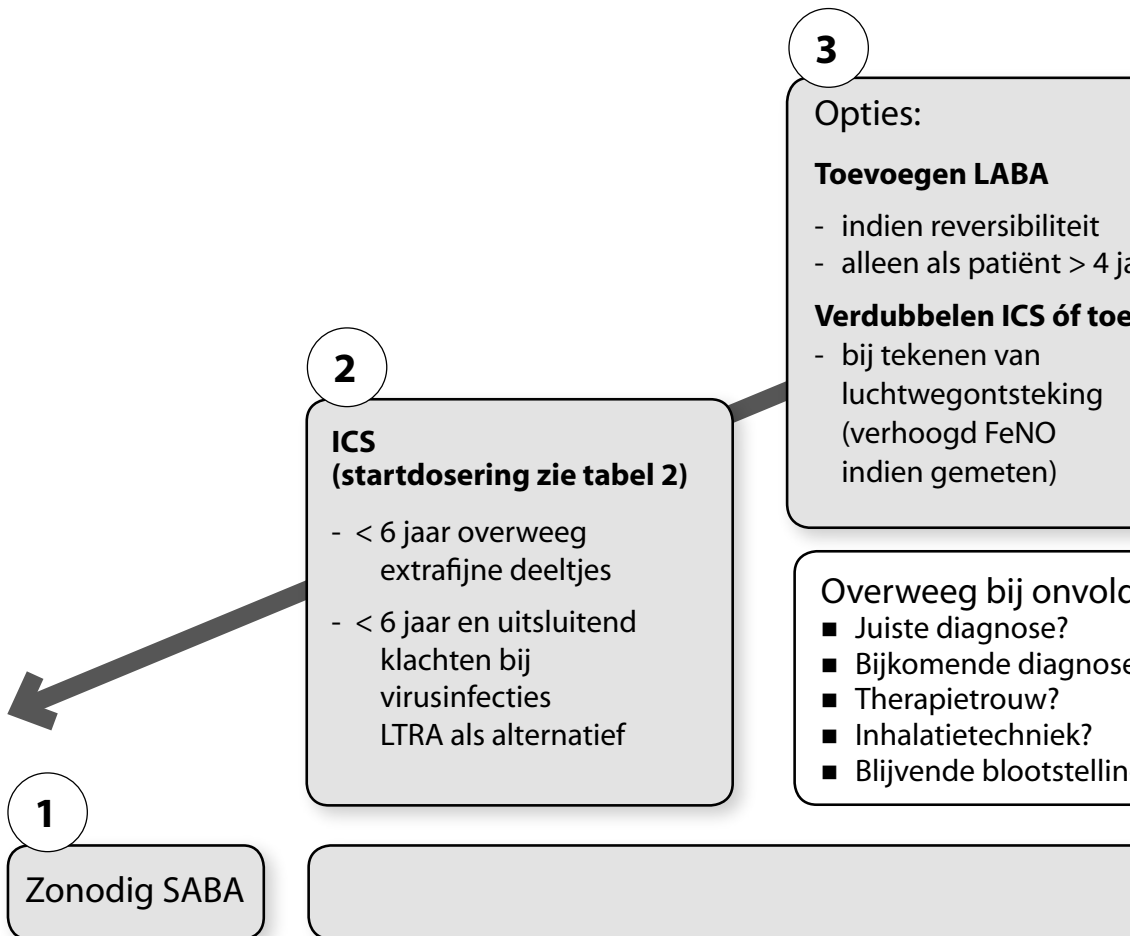 3
Opties:
Toevoegen LABA
- indien reversibiliteit
- alleen als patiënt > 4
Verdubbelen ICS óf
- bij tekenen van
luchtwegontsteking
(verhoogd FeNO
indien gemeten)
2
ICS
(startdosering zie tabel 2)
- < 6 jaar overweeg
extrafijne deeltjes
- < 6 jaar en uitsluitend
klachten bij
virusinfecties
LTRA als alternatief
Overweeg bij
■ Juiste diagnose?
■ Bijkomende
■ Therapietrouw?
■ Inhalatietechniek?
■ Blijvende
1
Zonodig SABA